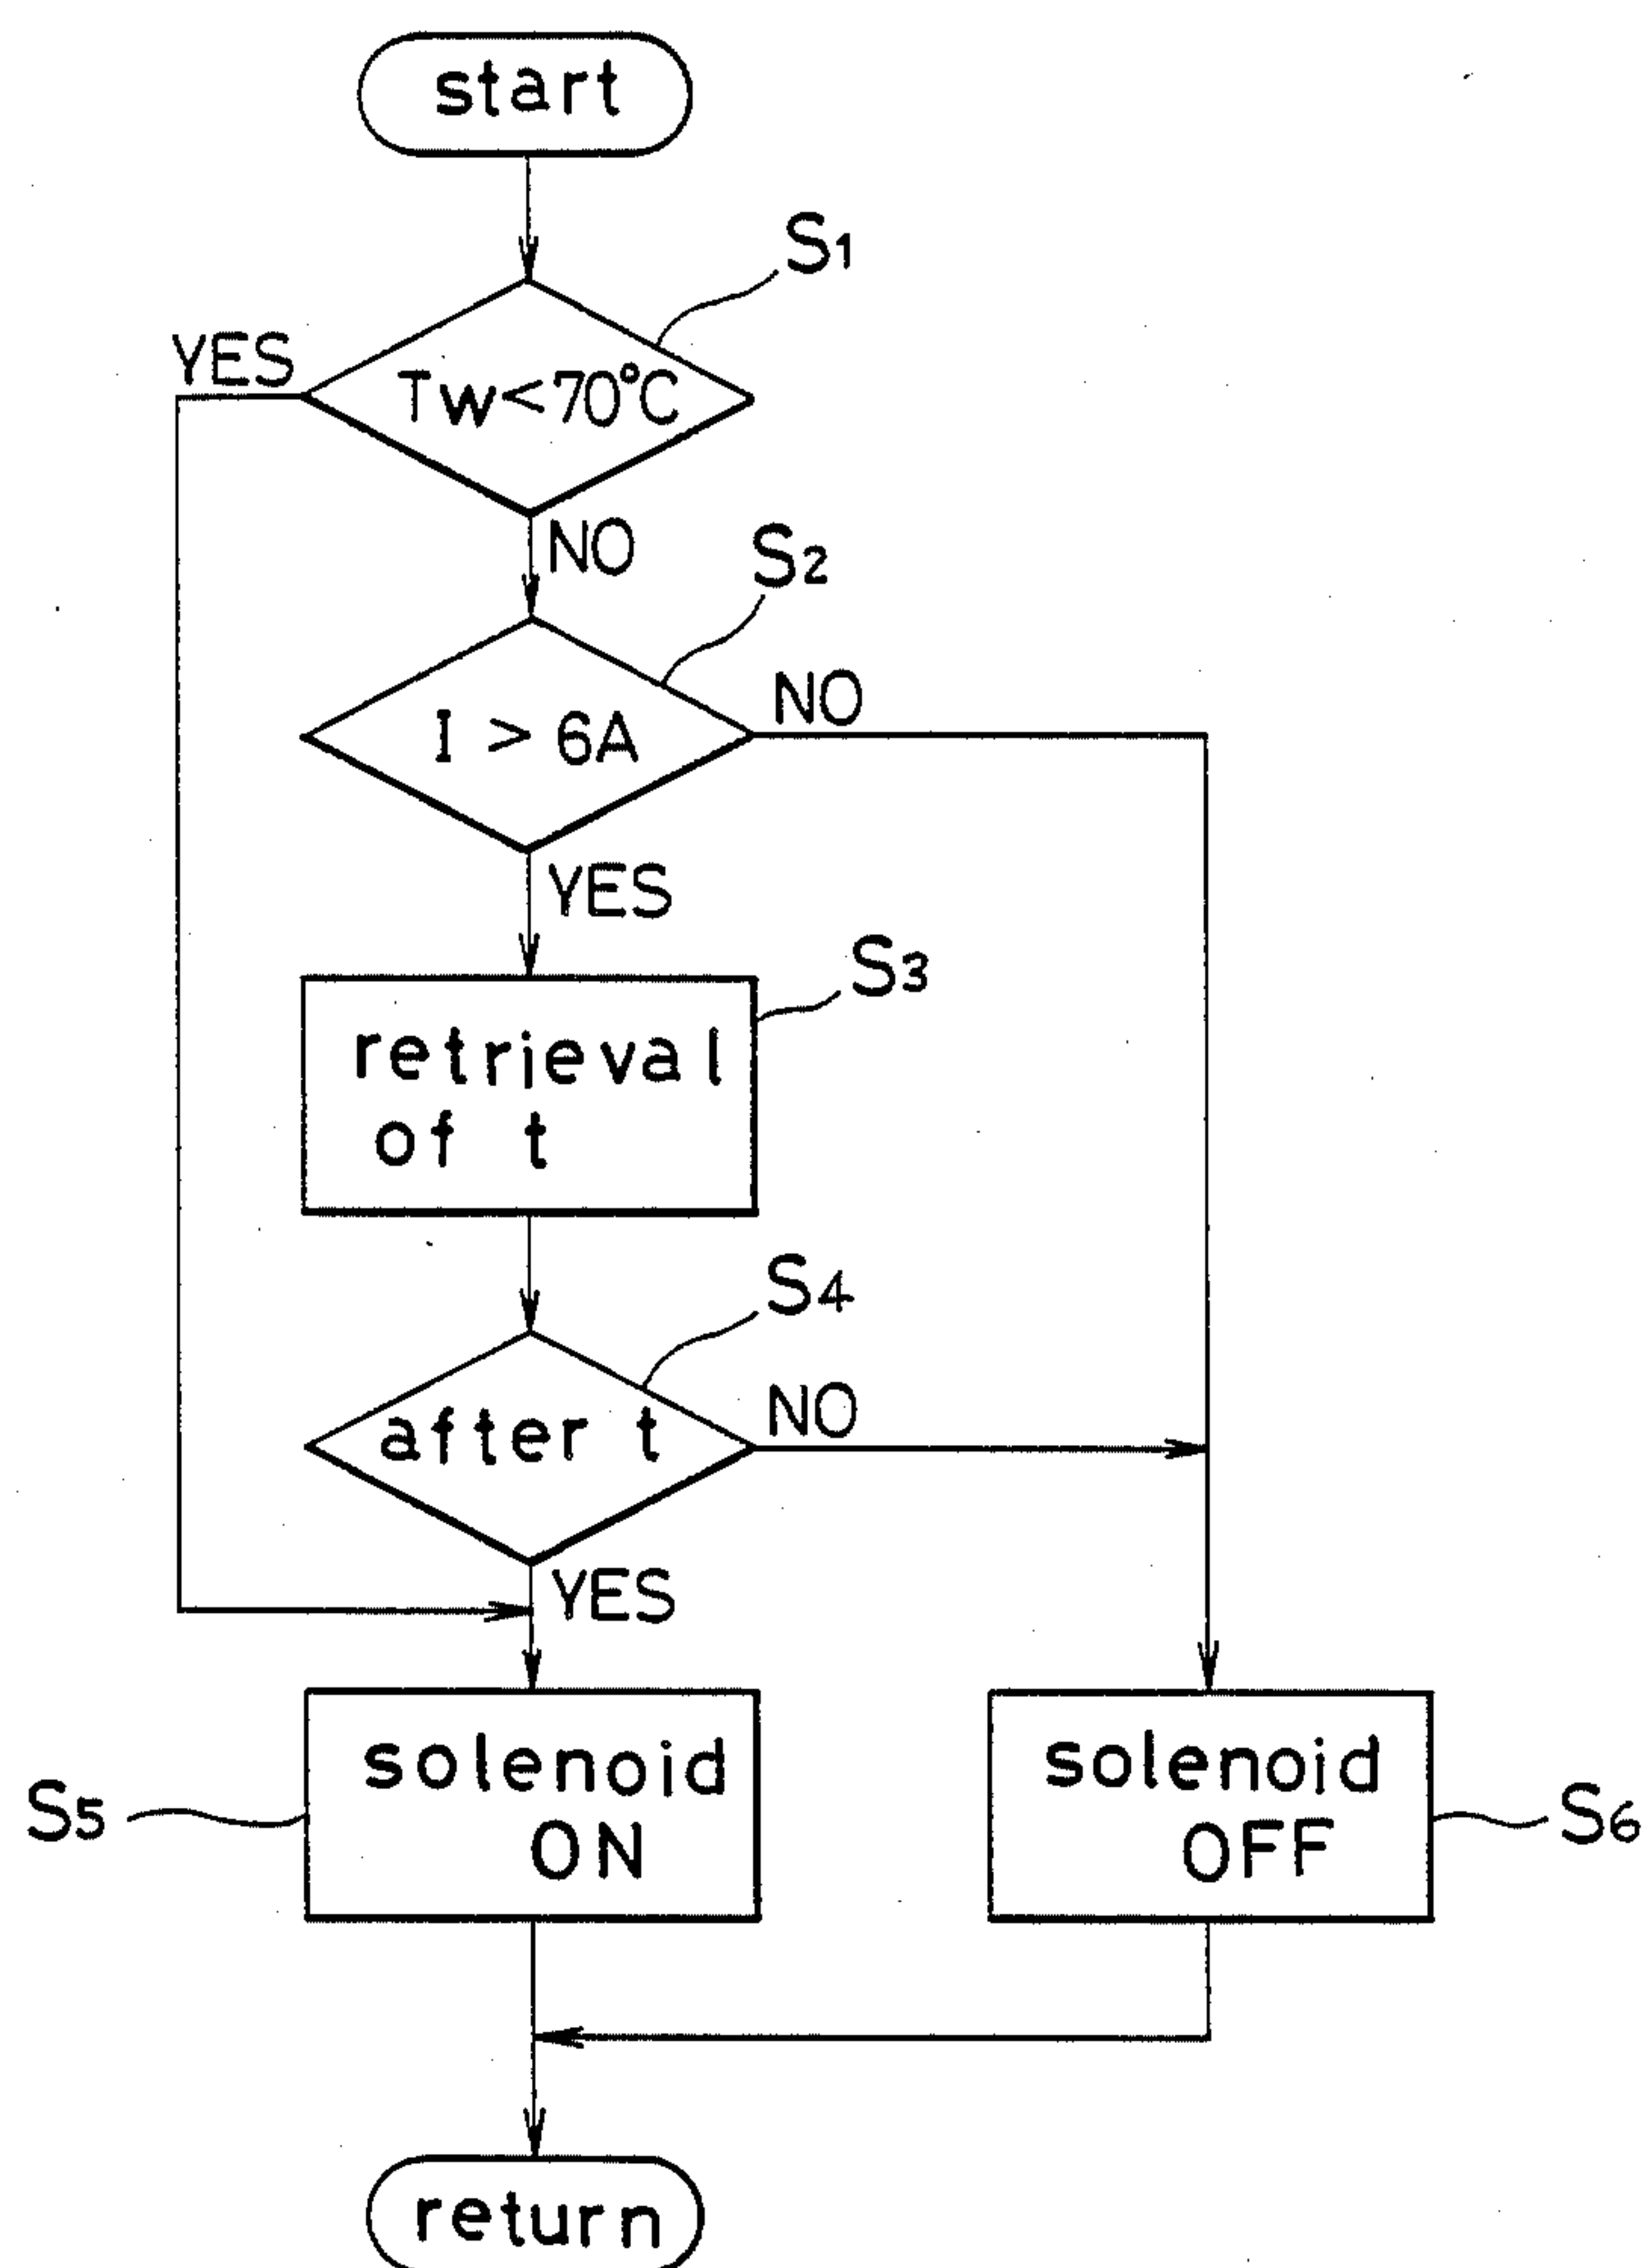 start
S1
YES
Tw<70°C
NO
S2
NO
I > 6A
YES
S3
retrieval
of t
S4
NO
after t
YES
solenoid
ON
S5
solenoid
OFF
S6
return